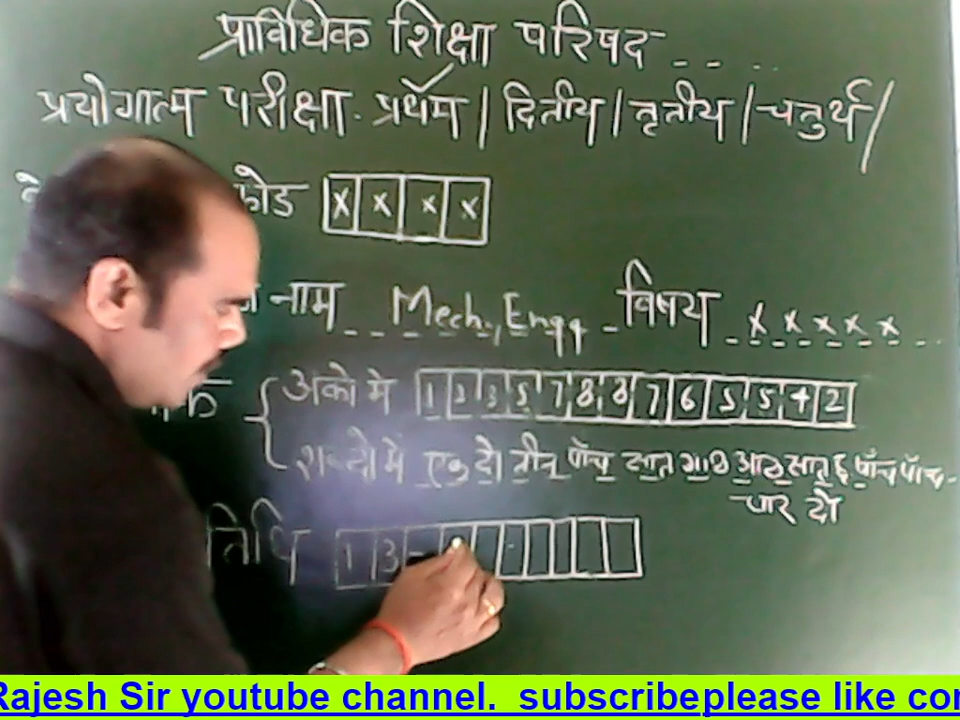 प्राविधिक शिक्षा परिषद - - - -
प्रयोगात्म परीक्षा. प्रथम / दितीय / तृतीय / चतुर्थ /
कोड X X X X
नाम - - Mech., Engg - विषय - X X X X X - - -
अंको मे 1 2 3 5 7 8 8 7 6 5 5 4 2
शब्दो में एक दो तीन पॉच सात आठ आठ सात छ पॉच पॉच -
चार दो
तिथि 1 3 -
Rajesh Sir youtube channel. subscribeplease like